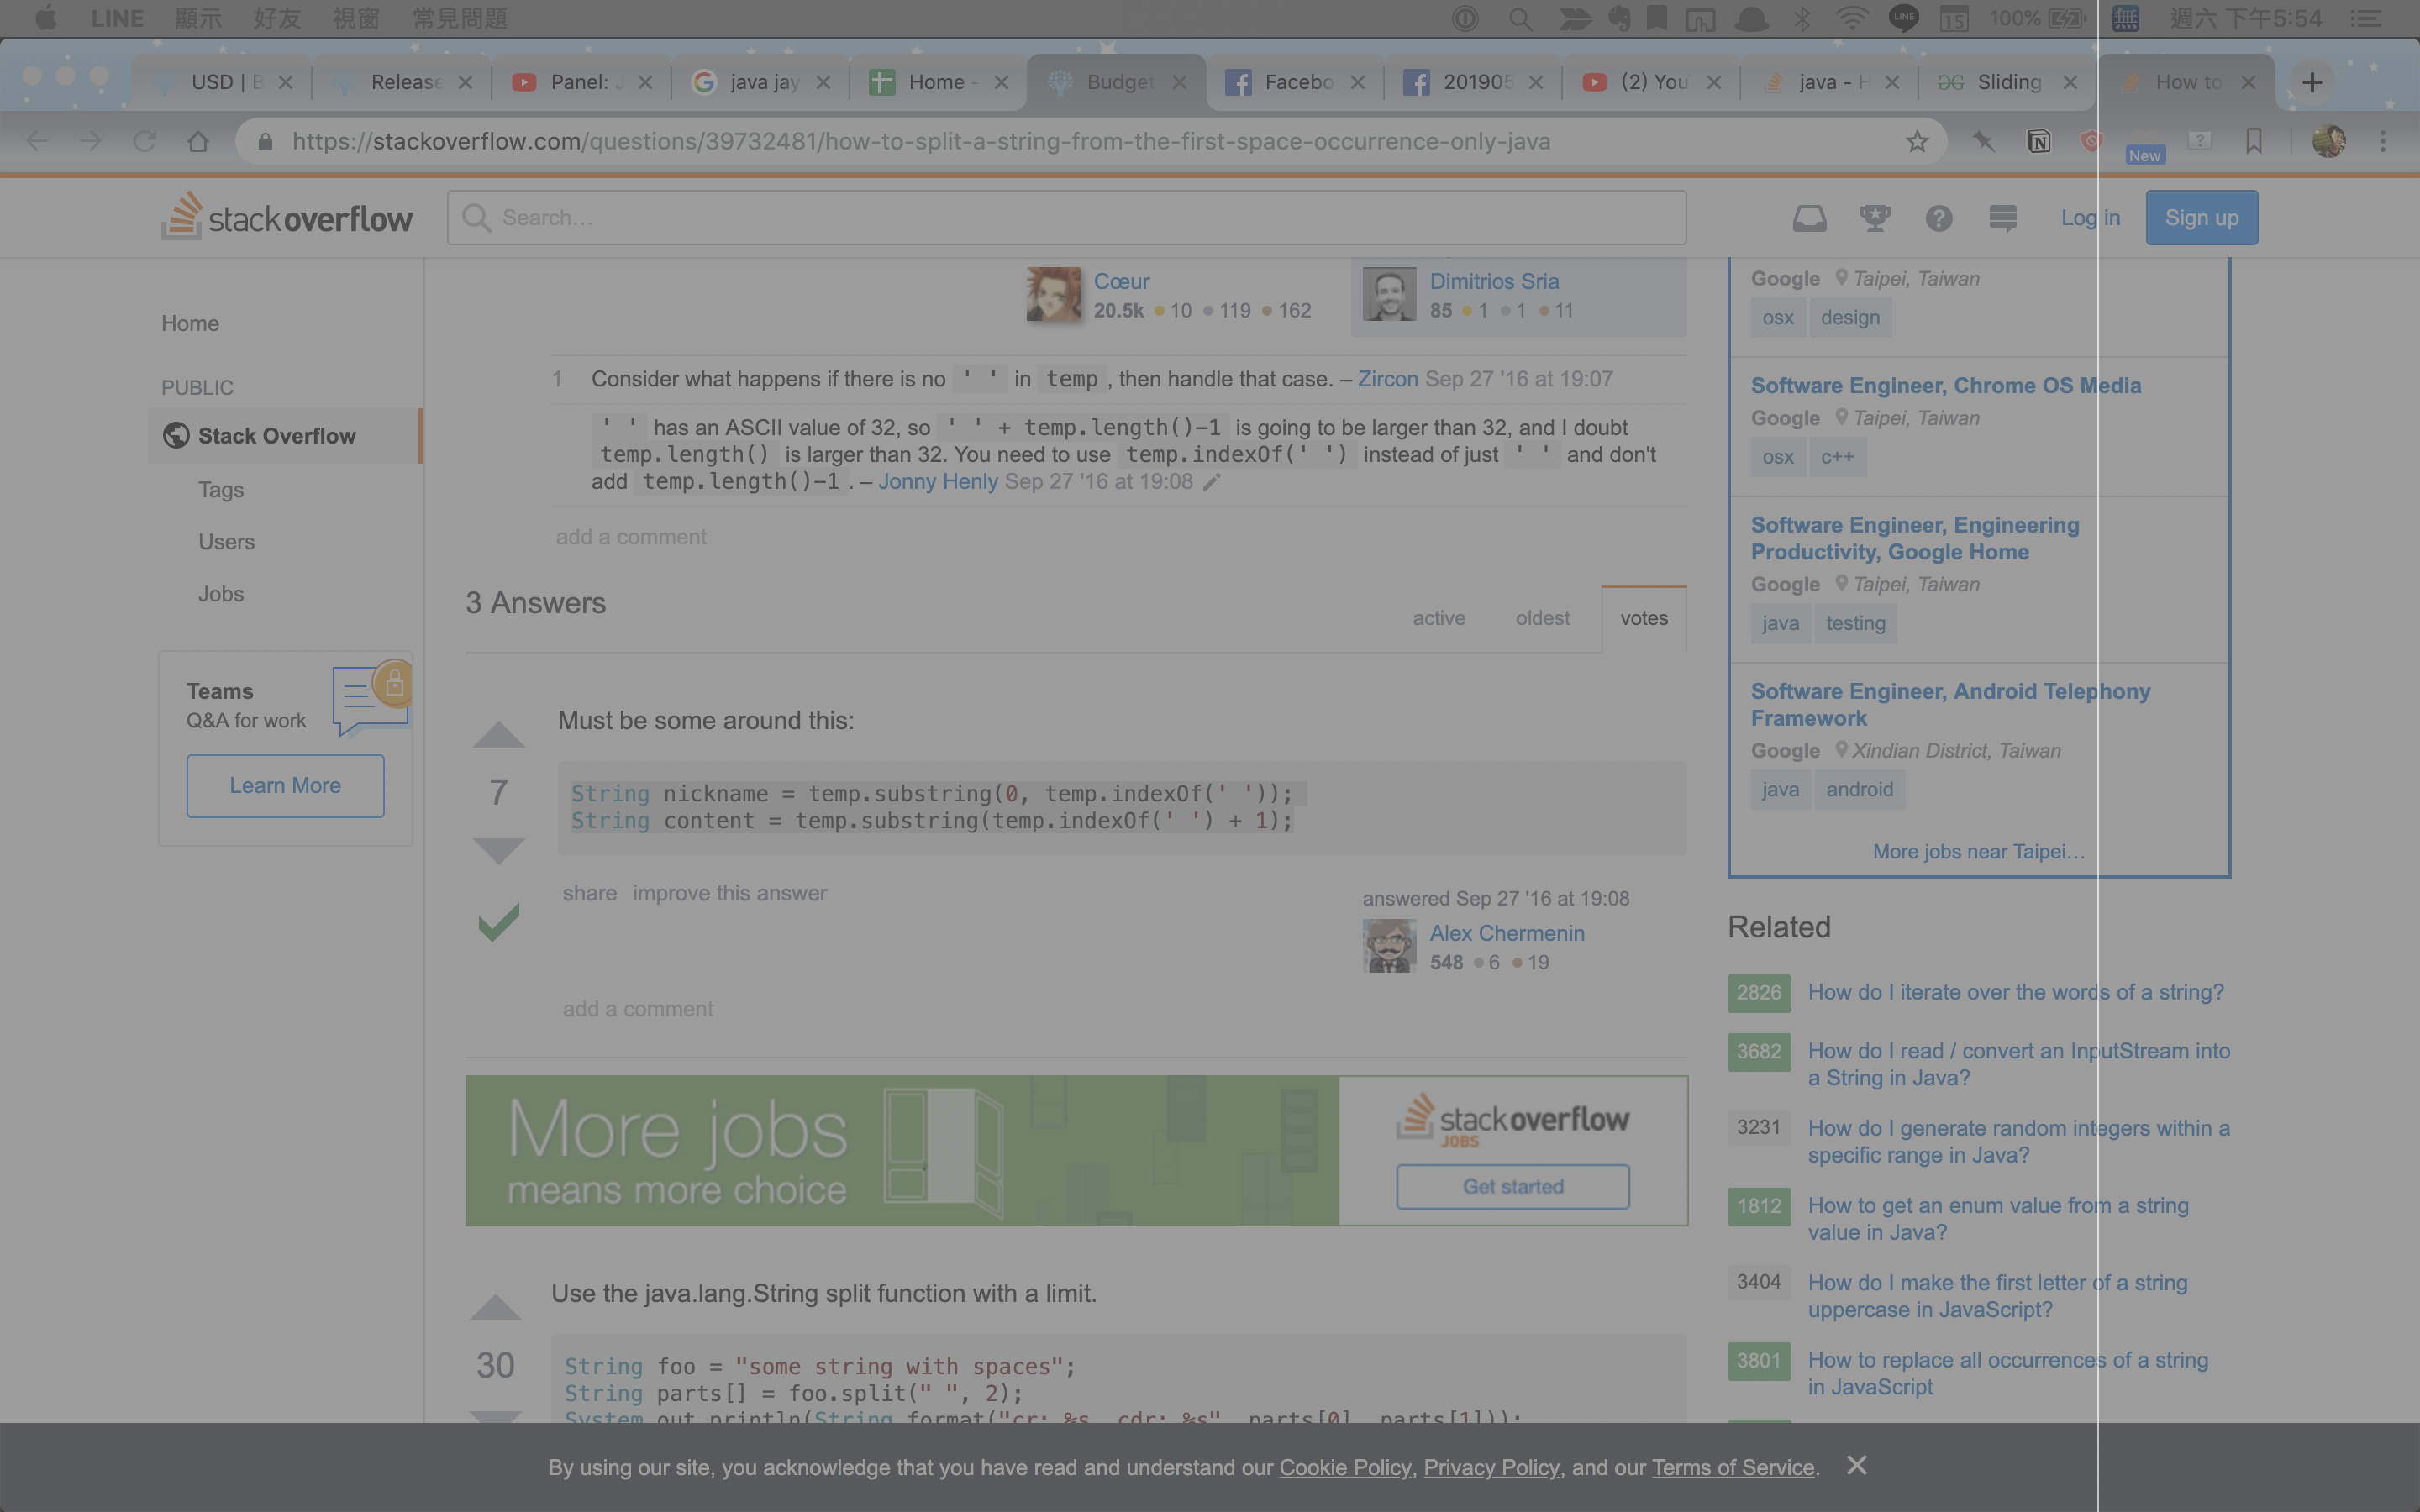 LINE 顯示 好友 視窗 常見問題
LINE 15 100% 無 週六 下午5:54
USD | B Release Panel: J java jay Home - Budget Facebo 201905 (2) You java - H Sliding How to
https://stackoverflow.com/questions/39732481/how-to-split-a-string-from-the-first-space-occurrence-only-java
New
stackoverflow Search... Log in Sign up
Home
PUBLIC
Stack Overflow
Tags
Users
Jobs
Teams
Q&A for work
Learn More
Cœur
20.5k 10 119 162
Dimitrios Sria
85 1 1 11
1 Consider what happens if there is no ' ' in temp , then handle that case. – Zircon Sep 27 '16 at 19:07
' ' has an ASCII value of 32, so ' ' + temp.length()-1 is going to be larger than 32, and I doubt
temp.length() is larger than 32. You need to use temp.indexOf(' ') instead of just ' ' and don't
add temp.length()-1 . – Jonny Henly Sep 27 '16 at 19:08
add a comment
3 Answers
active oldest votes
Must be some around this:
7
String nickname = temp.substring(0, temp.indexOf(' '));
String content = temp.substring(temp.indexOf(' ') + 1);
share improve this answer
answered Sep 27 '16 at 19:08
Alex Chermenin
548 6 19
add a comment
More jobs
means more choice
stackoverflow
JOBS
Get started
Use the java.lang.String split function with a limit.
30
String foo = "some string with spaces";
String parts[] = foo.split(" ", 2);
System.out.println(String.format("cr: %s, cdr: %s", parts[0], parts[1]));
Google Taipei, Taiwan
osx design
Software Engineer, Chrome OS Media
Google Taipei, Taiwan
osx c++
Software Engineer, Engineering
Productivity, Google Home
Google Taipei, Taiwan
java testing
Software Engineer, Android Telephony
Framework
Google Xindian District, Taiwan
java android
More jobs near Taipei…
Related
2826 How do I iterate over the words of a string?
3682 How do I read / convert an InputStream into
a String in Java?
3231 How do I generate random integers within a
specific range in Java?
1812 How to get an enum value from a string
value in Java?
3404 How do I make the first letter of a string
uppercase in JavaScript?
3801 How to replace all occurrences of a string
in JavaScript
By using our site, you acknowledge that you have read and understand our Cookie Policy, Privacy Policy, and our Terms of Service.